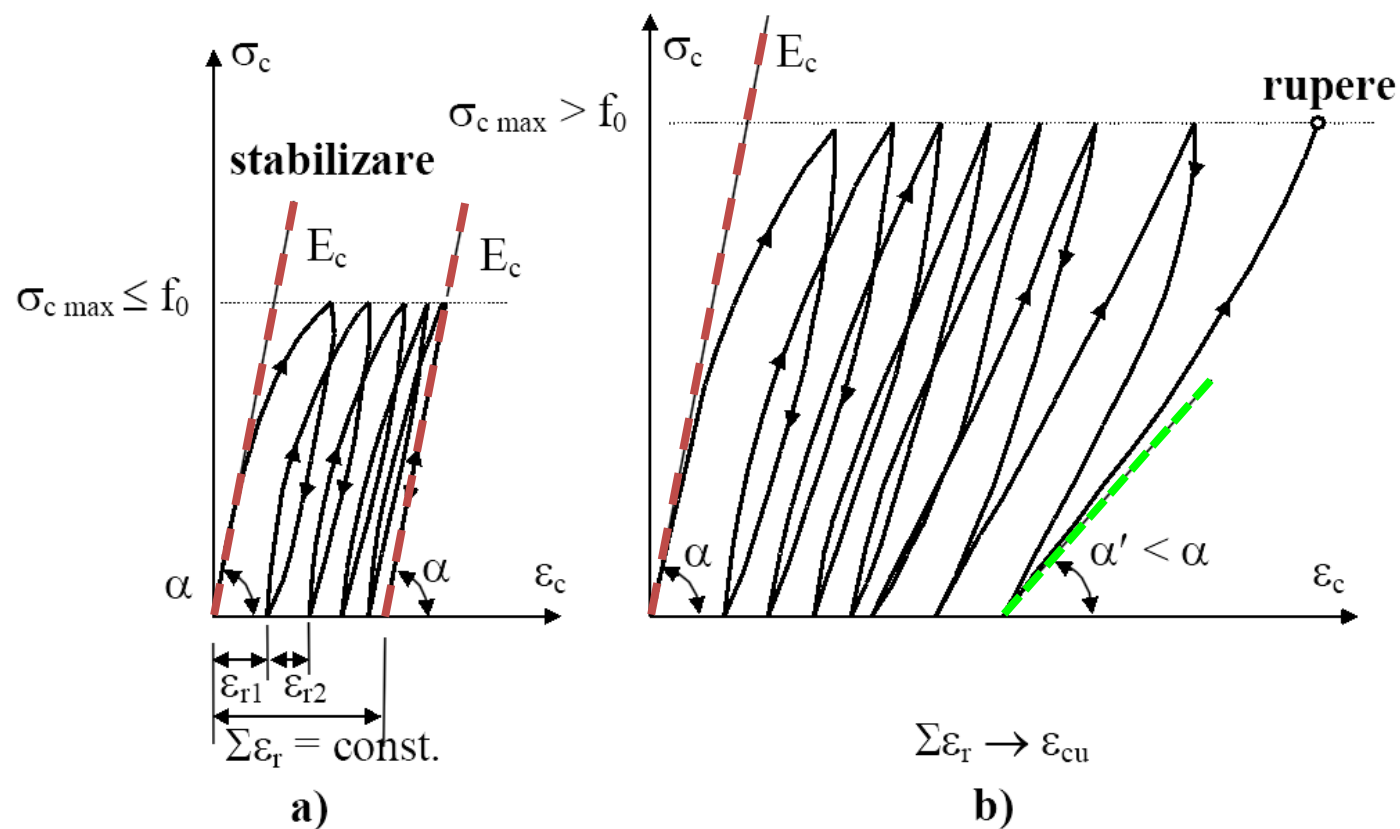 σc
Ec
stabilizare
Ec
σc max ≤ f0
α
α
εc
εr1
εr2
Σεr = const.
a)
σc
Ec
rupere
σc max > f0
α
α′ < α
εc
Σεr → εcu
b)